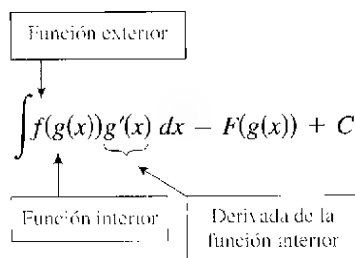 Función exterior
∫ f(g(x))g′(x) dx − F(g(x)) + C
Función interior
Derivada de la
función interior